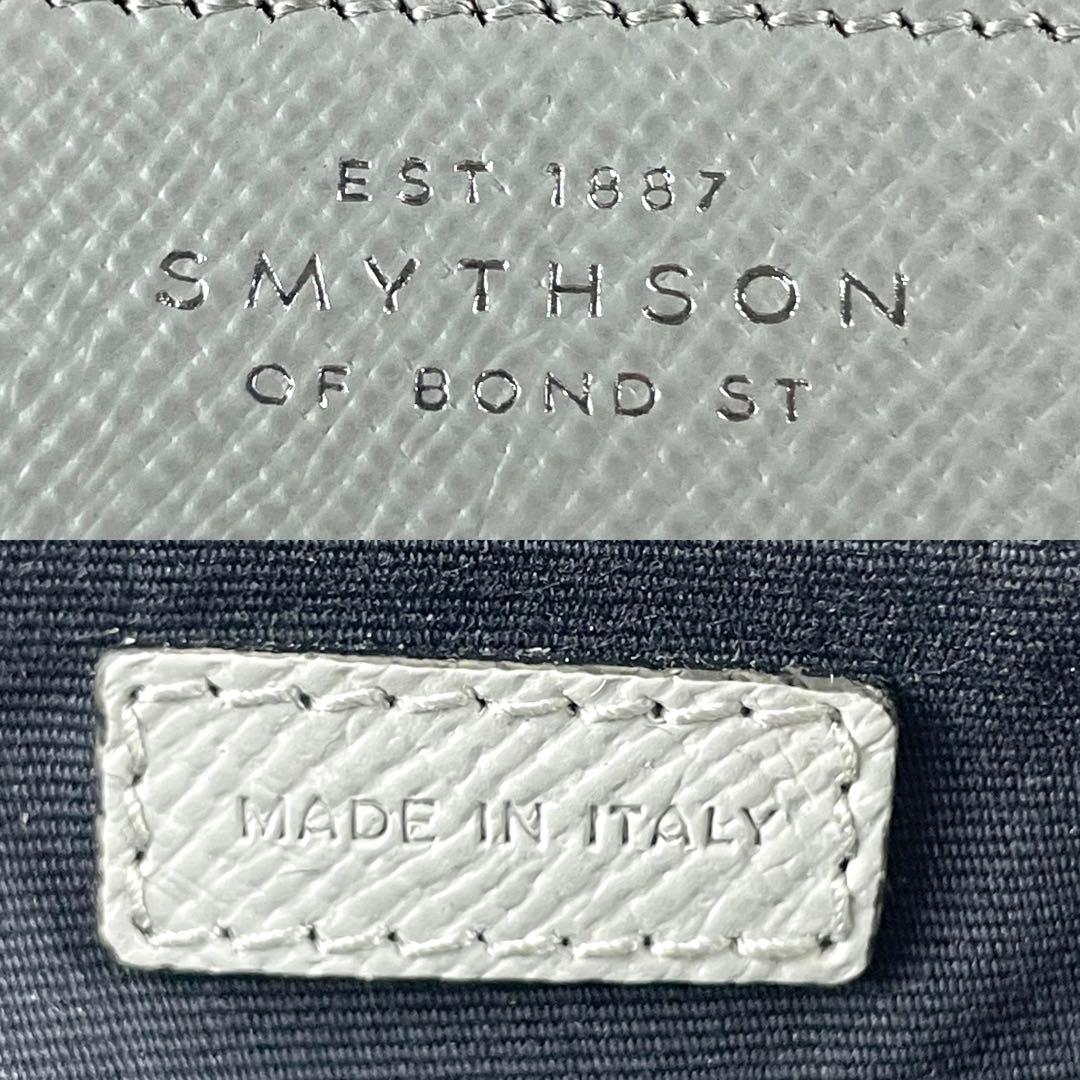 EST 1887
SMYTHSON
OF BOND ST
MADE IN ITALY